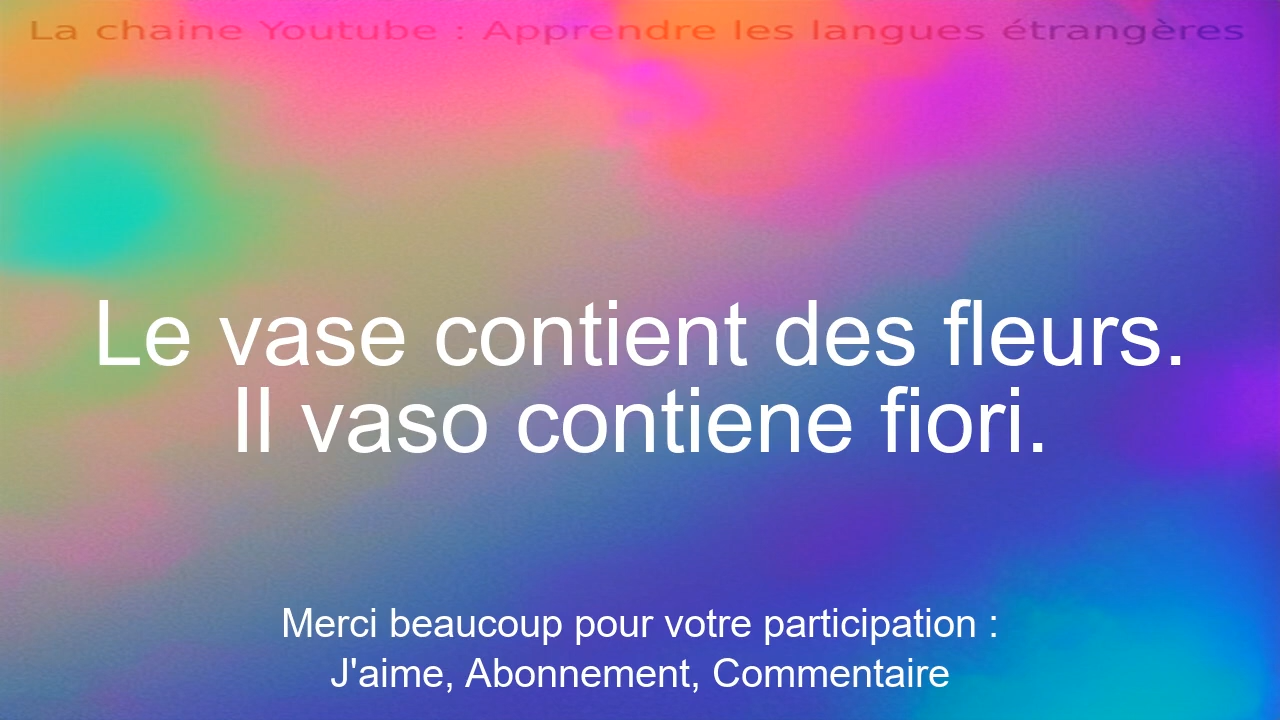 La chaine Youtube : Apprendre les langues étrangères
Le vase contient des fleurs.
Il vaso contiene fiori.
Merci beaucoup pour votre participation :
J'aime, Abonnement, Commentaire